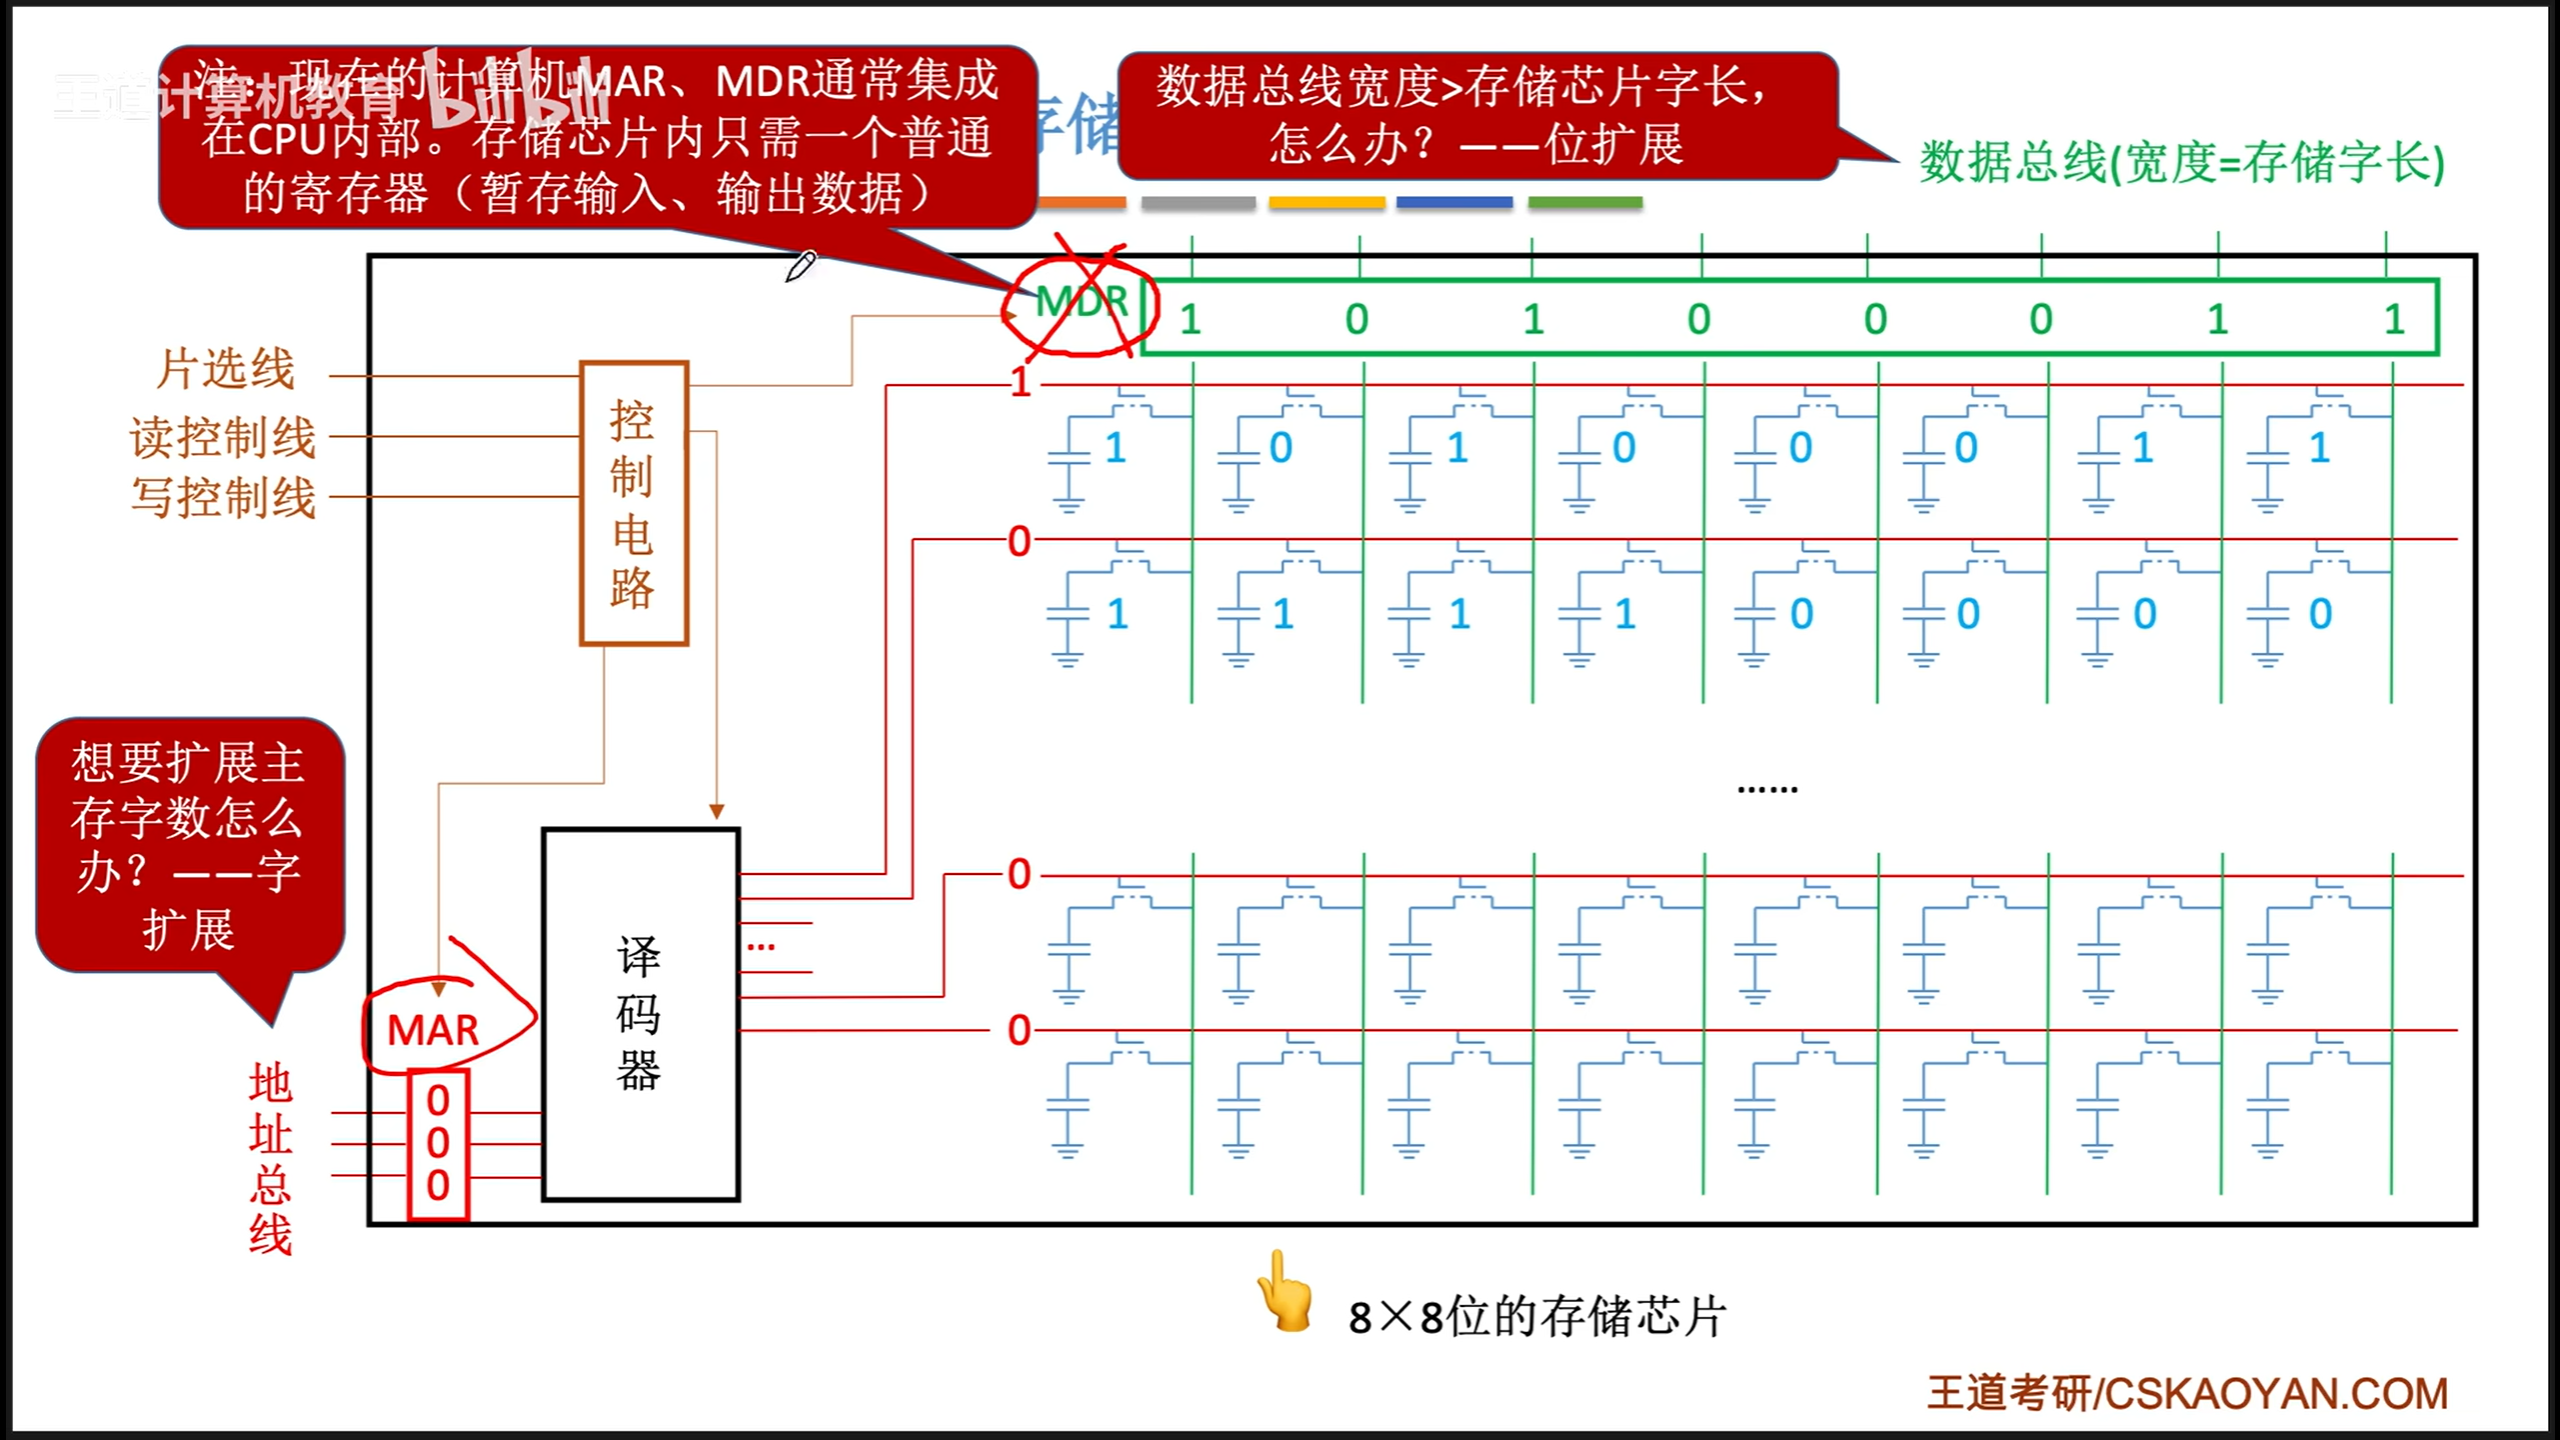 王道计算机教育 bilibili
注：现在的计算机MAR、MDR通常集成
在CPU内部。存储芯片内只需一个普通
的寄存器（暂存输入、输出数据）
存储
数据总线宽度>存储芯片字长，
怎么办？——位扩展
数据总线(宽度=存储字长)
MDR 1 0 1 0 0 0 1 1
片选线
读控制线
写控制线
控制电路
1
1 0 1 0 0 0 1 1
0
1 1 1 1 0 0 0 0
......
想要扩展主
存字数怎么
办？——字
扩展
0
...
译码器
0
MAR
地址总线
0
0
0
8×8位的存储芯片
王道考研/CSKAOYAN.COM